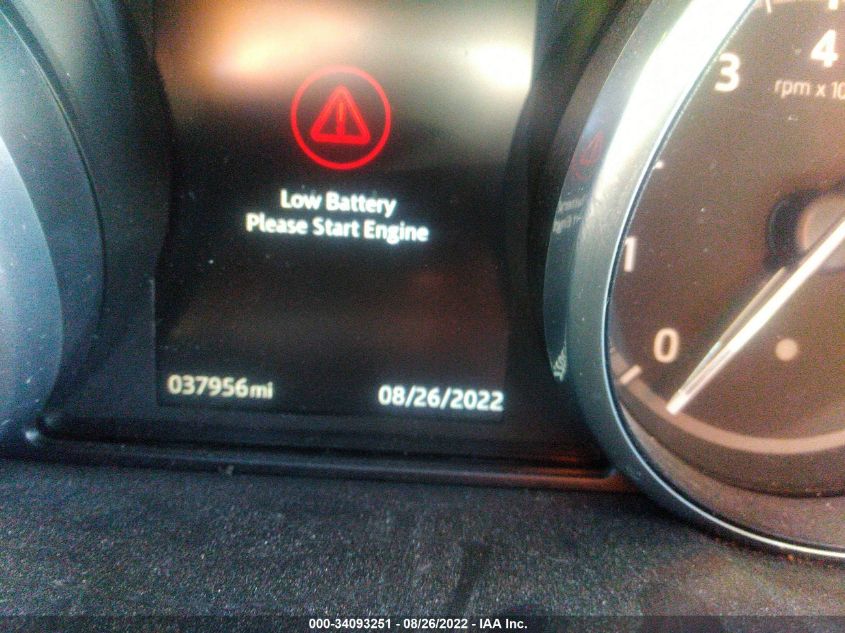 Low Battery
Please Start Engine
037956mi
08/26/2022
0
1
3
4
rpm x 10
000-34093251 - 08/26/2022 - IAA Inc.